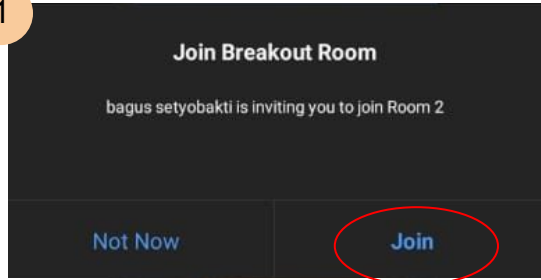 1
Join Breakout Room
bagus setyobakti is inviting you to join Room 2
Not Now
Join